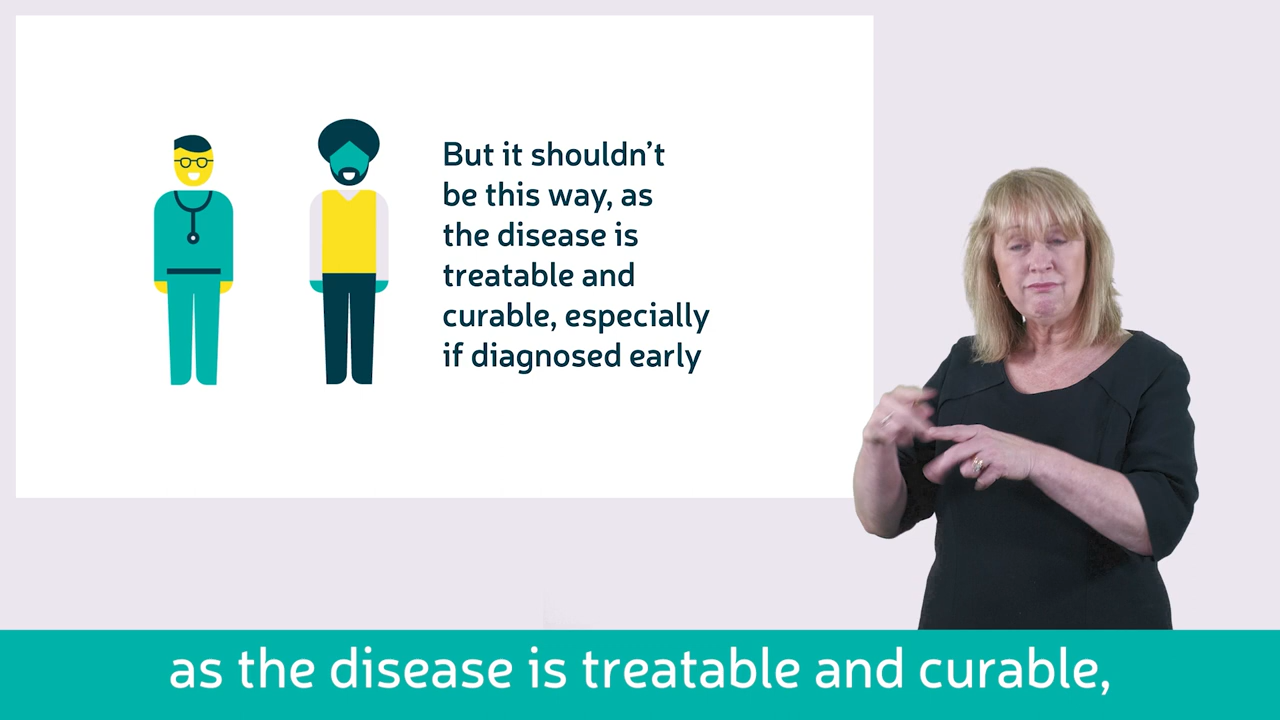 But it shouldn't
be this way, as
the disease is
treatable and
curable, especially
if diagnosed early
as the disease is treatable and curable,